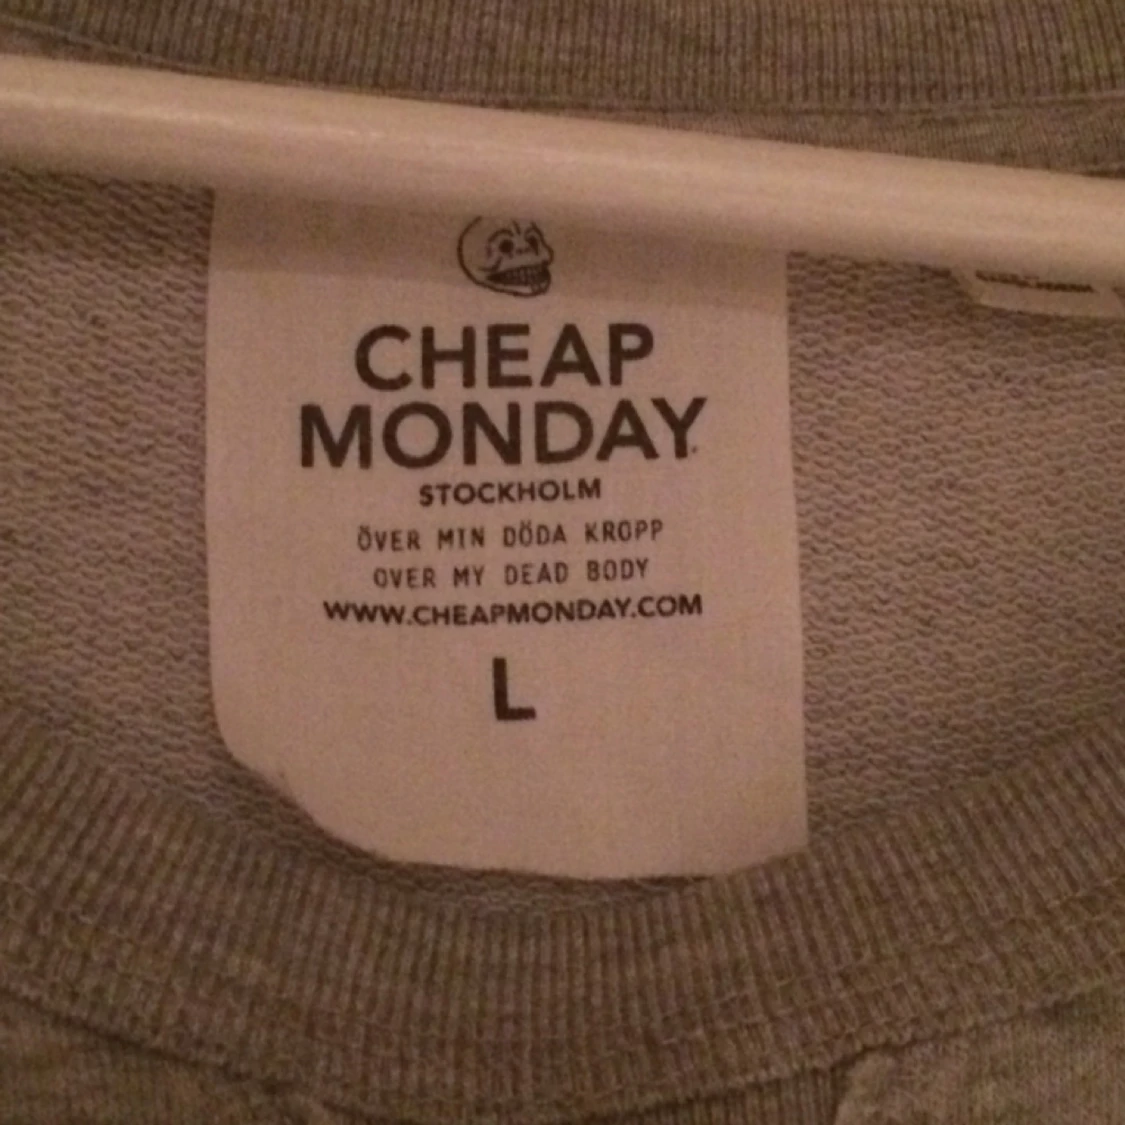 CHEAP
MONDAY
STOCKHOLM
ÖVER MIN DÖDA KROPP
OVER MY DEAD BODY
WWW.CHEAPMONDAY.COM
L